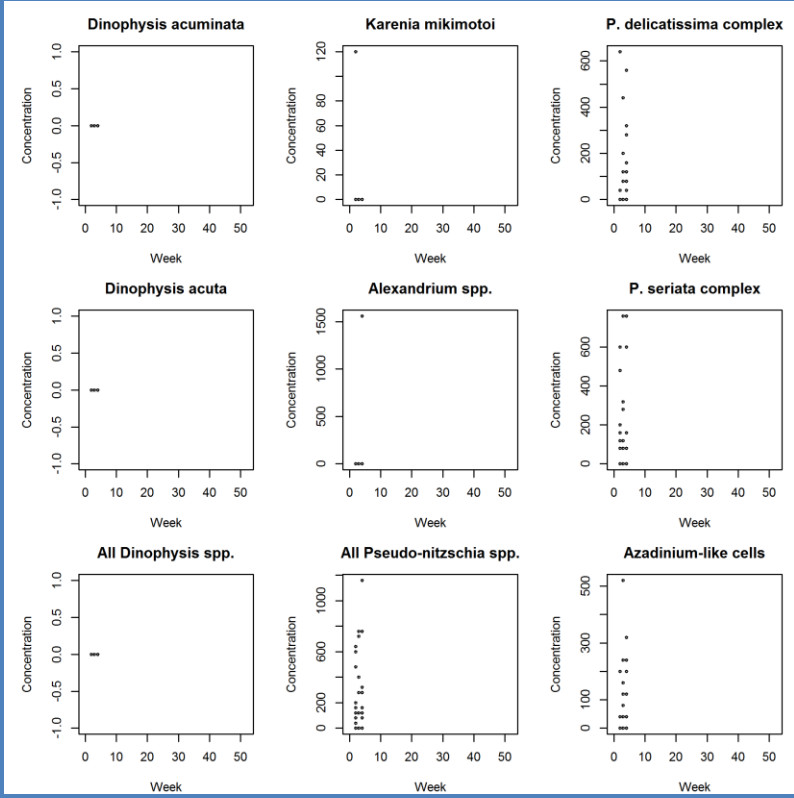 Dinophysis acuminata
Concentration
1.0
0.5
0.0
-0.5
-1.0
0 10 20 30 40 50
Week
Karenia mikimotoi
Concentration
120
80
60
40
20
0
0 10 20 30 40 50
Week
P. delicatissima complex
Concentration
600
400
200
0
0 10 20 30 40 50
Week
Dinophysis acuta
Concentration
1.0
0.5
0.0
-0.5
-1.0
0 10 20 30 40 50
Week
Alexandrium spp.
Concentration
1500
1000
500
0
0 10 20 30 40 50
Week
P. seriata complex
Concentration
600
400
200
0
0 10 20 30 40 50
Week
All Dinophysis spp.
Concentration
1.0
0.5
0.0
-0.5
-1.0
0 10 20 30 40 50
Week
All Pseudo-nitzschia spp.
Concentration
1000
600
200
0
0 10 20 30 40 50
Week
Azadinium-like cells
Concentration
500
300
100
0
0 10 20 30 40 50
Week